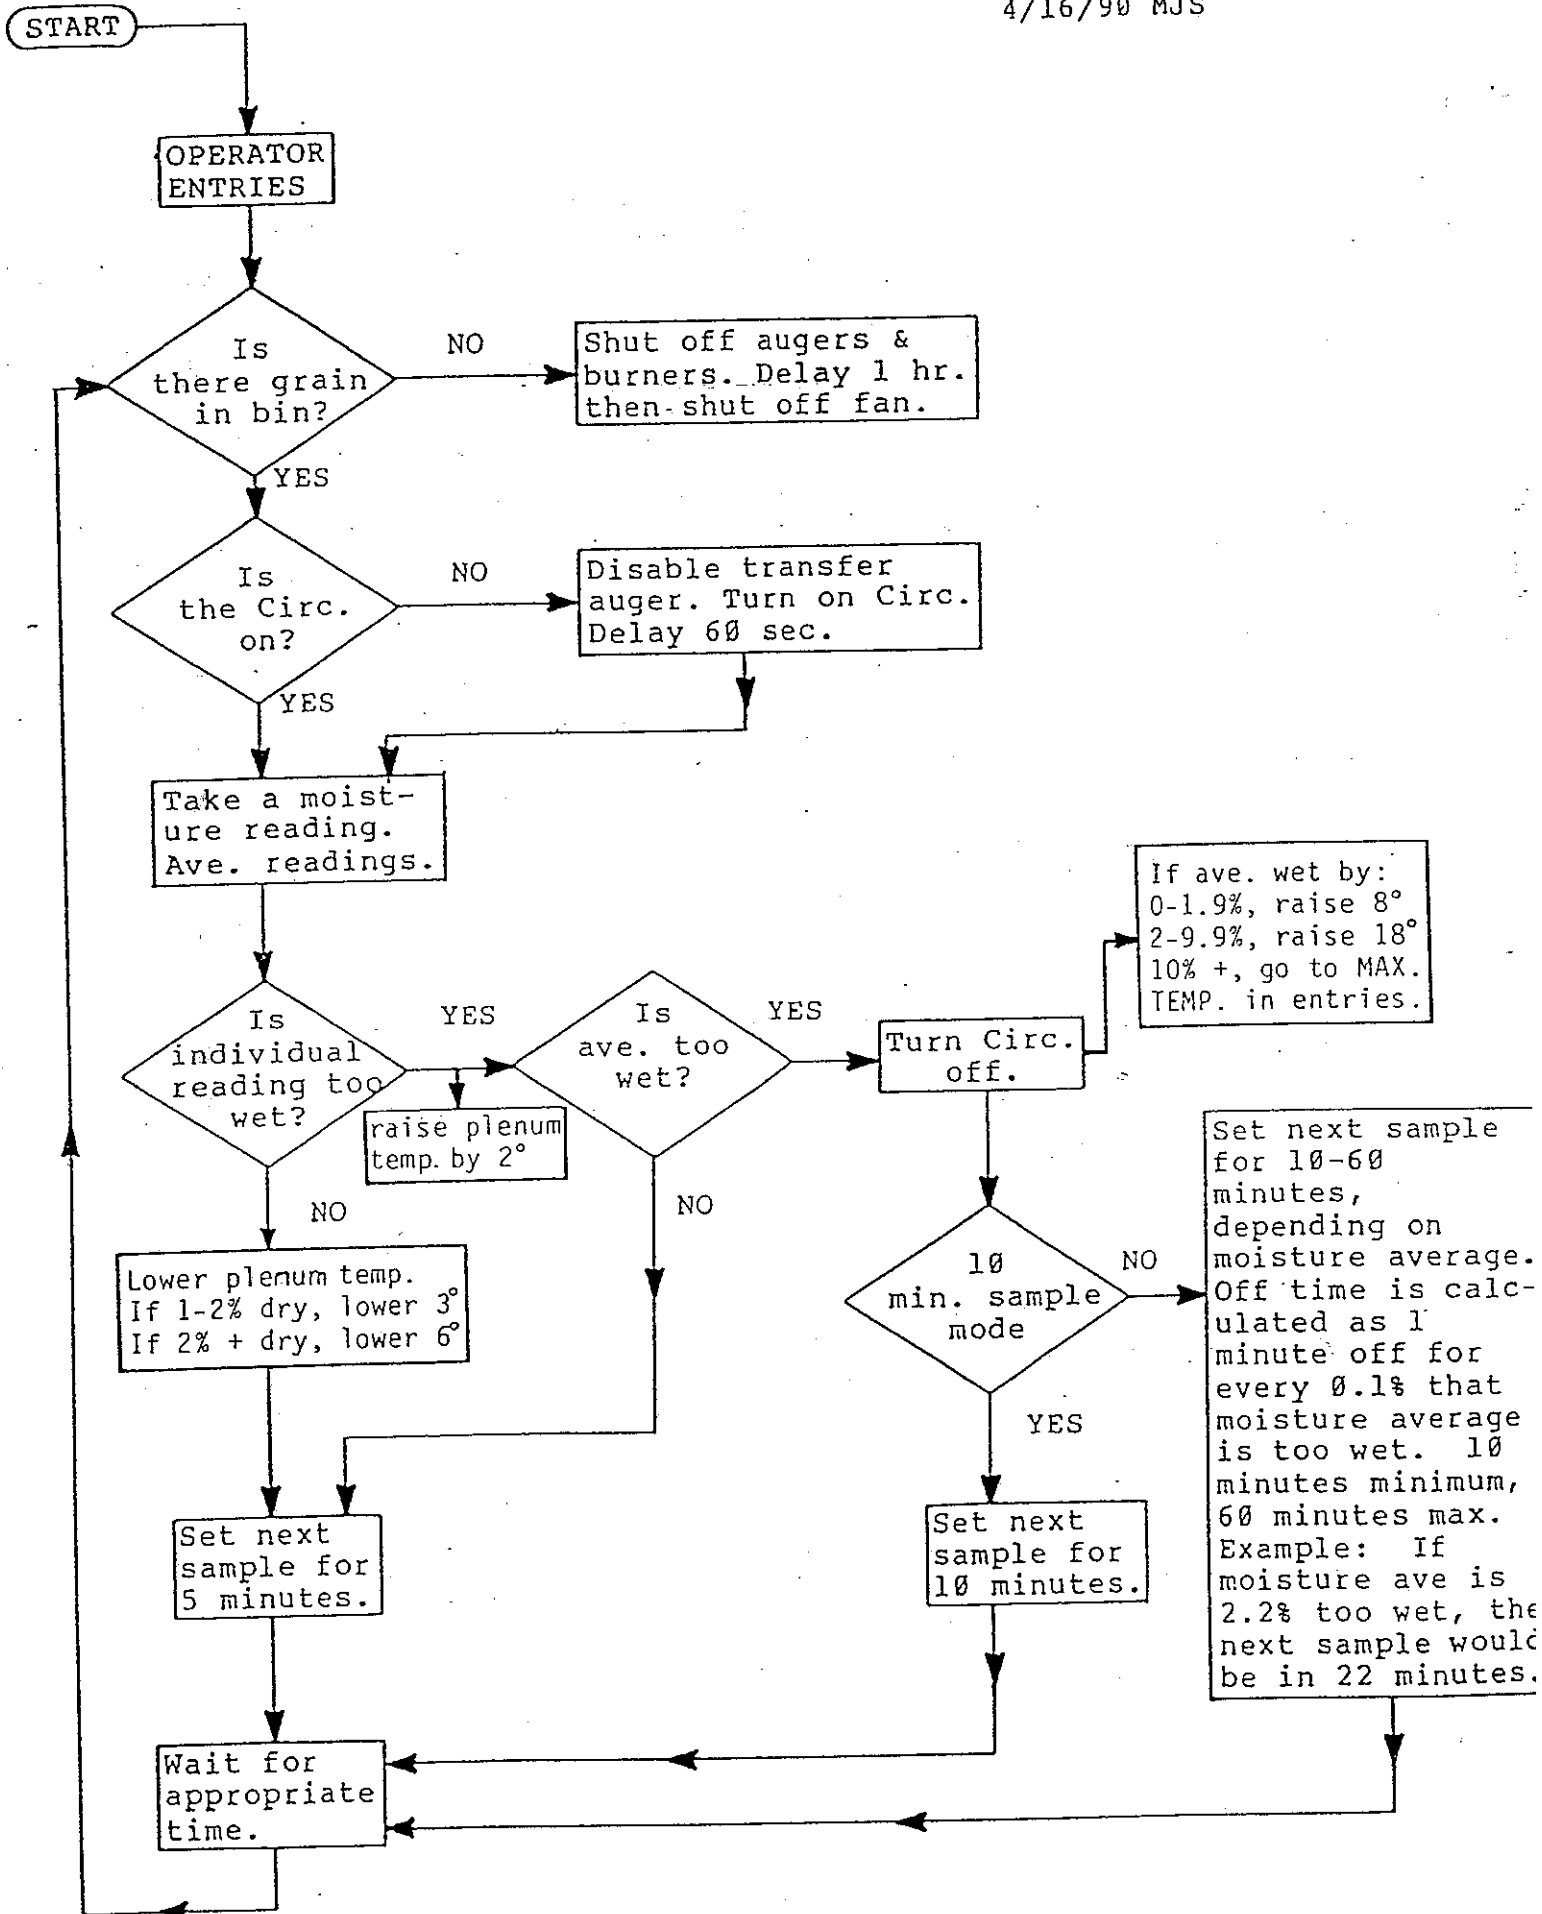 4/16/90 MJS
START
OPERATOR
ENTRIES
Is
there grain
in bin?
NO
Shut off augers &
burners. Delay 1 hr.
then shut off fan.
YES
Is
the Circ.
on?
NO
Disable transfer
auger. Turn on Circ.
Delay 60 sec.
YES
Take a moist-
ure reading.
Ave. readings.
If ave. wet by:
0-1.9%, raise 8°
2-9.9%, raise 18°
10% +, go to MAX.
TEMP. in entries.
Is
individual
reading too
wet?
YES
raise plenum
temp. by 2°
Is
ave. too
wet?
YES
Turn Circ.
off.
NO
Lower plenum temp.
If 1-2% dry, lower 3°
If 2% + dry, lower 6°
NO
10
min. sample
mode
NO
Set next sample
for 10-60
minutes,
depending on
moisture average.
Off time is calc-
ulated as 1
minute off for
every 0.1% that
moisture average
is too wet. 10
minutes minimum,
60 minutes max.
Example: If
moisture ave is
2.2% too wet, the
next sample would
be in 22 minutes.
YES
Set next
sample for
5 minutes.
Set next
sample for
10 minutes.
Wait for
appropriate
time.